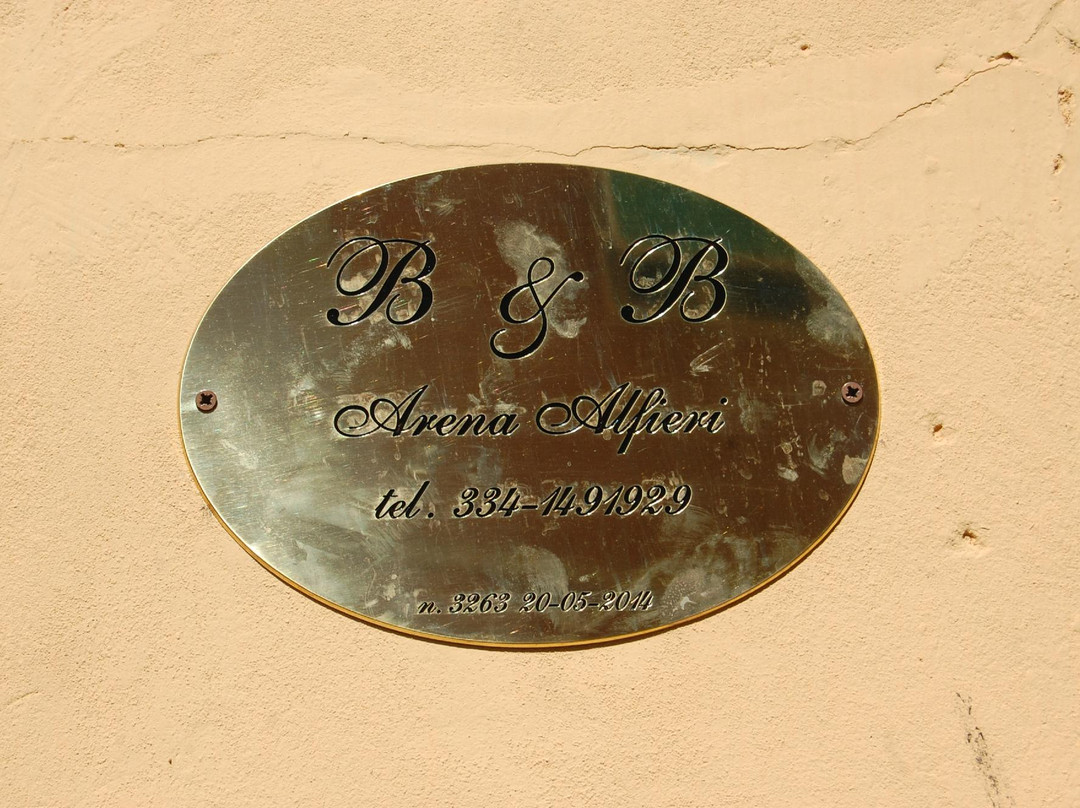 B & B
Arena Alfieri
tel. 334-1491929
n. 3263 20-05-2014